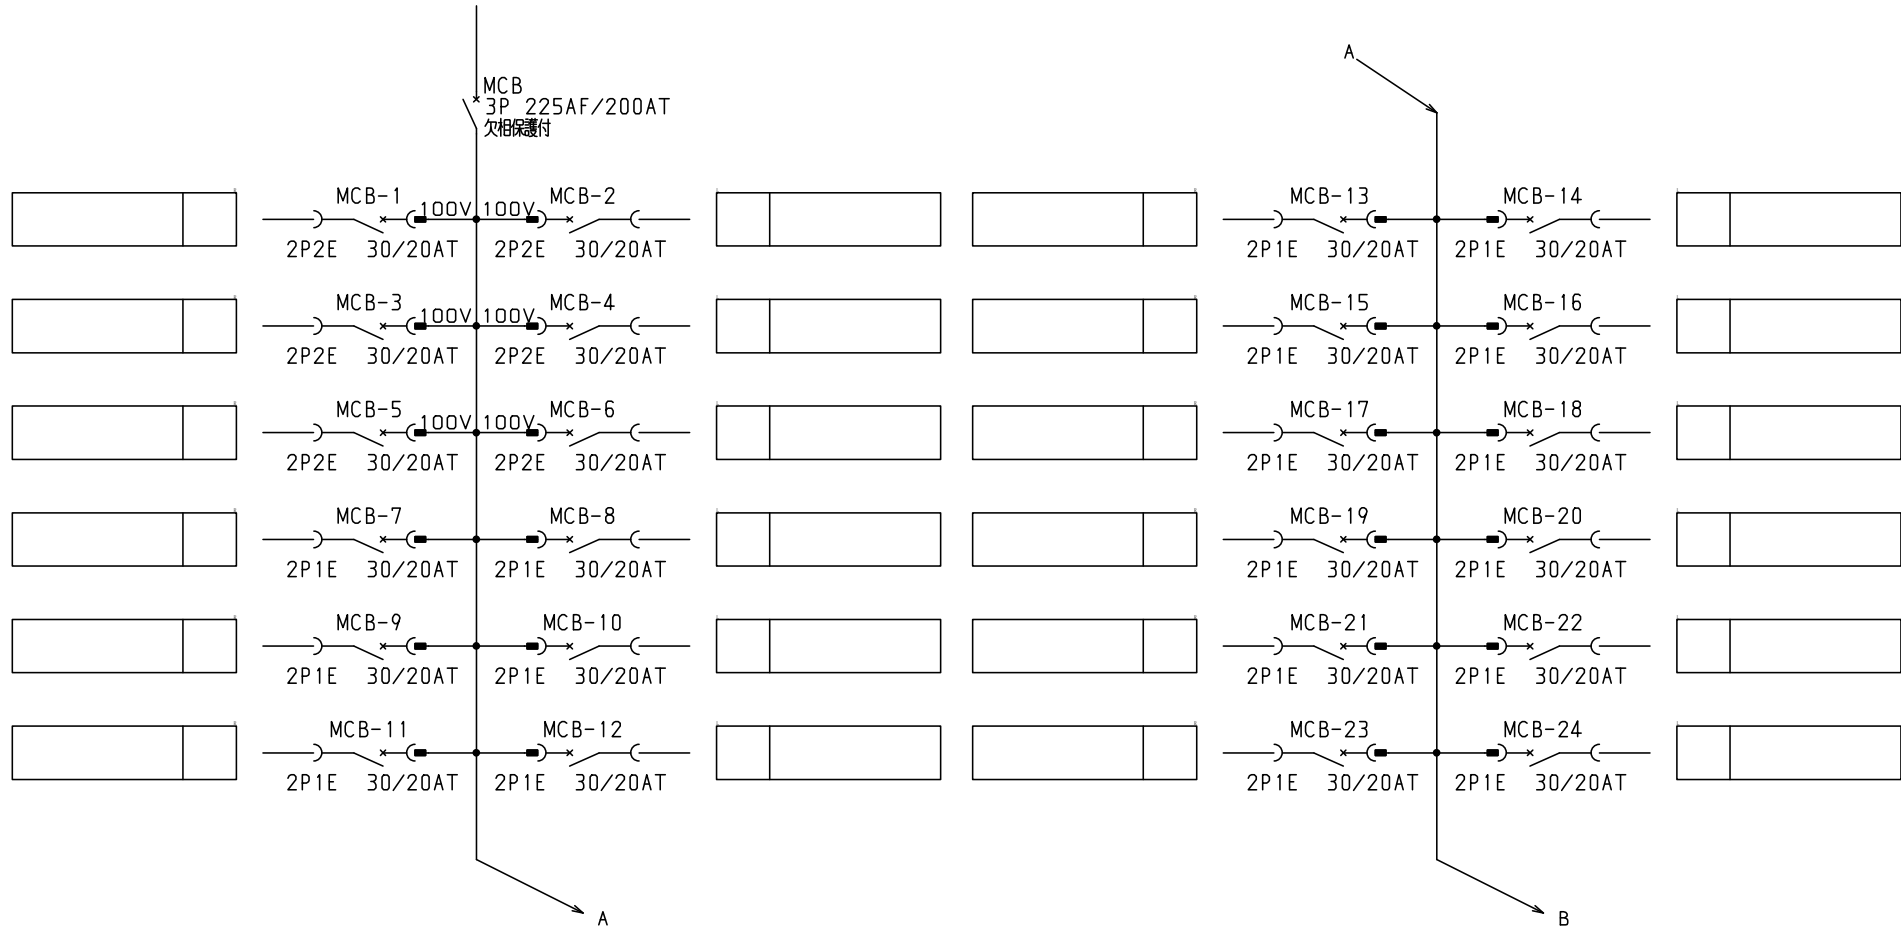 MCB
3P 225AF/200AT
欠相保護付
MCB-1 100V 100V MCB-2
2P2E 30/20AT 2P2E 30/20AT
MCB-3 100V 100V MCB-4
2P2E 30/20AT 2P2E 30/20AT
MCB-5 100V 100V MCB-6
2P2E 30/20AT 2P2E 30/20AT
MCB-7 MCB-8
2P1E 30/20AT 2P1E 30/20AT
MCB-9 MCB-10
2P1E 30/20AT 2P1E 30/20AT
MCB-11 MCB-12
2P1E 30/20AT 2P1E 30/20AT
A
A
MCB-13 MCB-14
2P1E 30/20AT 2P1E 30/20AT
MCB-15 MCB-16
2P1E 30/20AT 2P1E 30/20AT
MCB-17 MCB-18
2P1E 30/20AT 2P1E 30/20AT
MCB-19 MCB-20
2P1E 30/20AT 2P1E 30/20AT
MCB-21 MCB-22
2P1E 30/20AT 2P1E 30/20AT
MCB-23 MCB-24
2P1E 30/20AT 2P1E 30/20AT
B